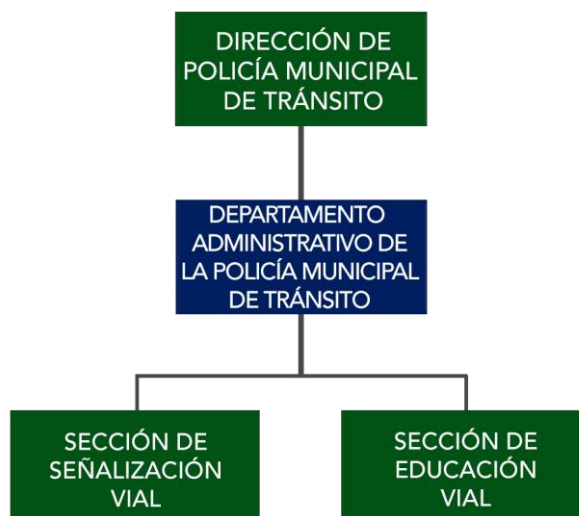 DIRECCIÓN DE
POLICÍA MUNICIPAL
DE TRÁNSITO
DEPARTAMENTO
ADMINISTRATIVO DE
LA POLICÍA MUNICIPAL
DE TRÁNSITO
SECCIÓN DE
SEÑALIZACIÓN
VIAL
SECCIÓN DE
EDUCACIÓN
VIAL